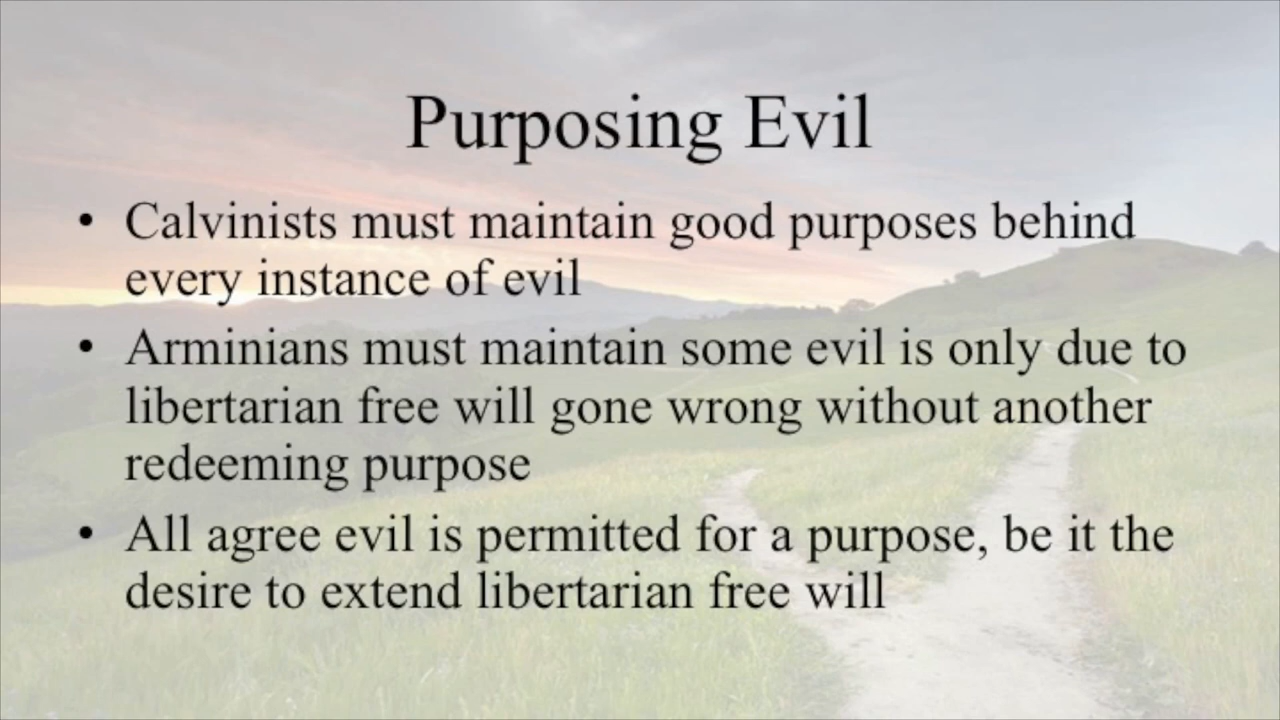 Purposing Evil
• Calvinists must maintain good purposes behind
every instance of evil
• Arminians must maintain some evil is only due to
libertarian free will gone wrong without another
redeeming purpose
• All agree evil is permitted for a purpose, be it the
desire to extend libertarian free will